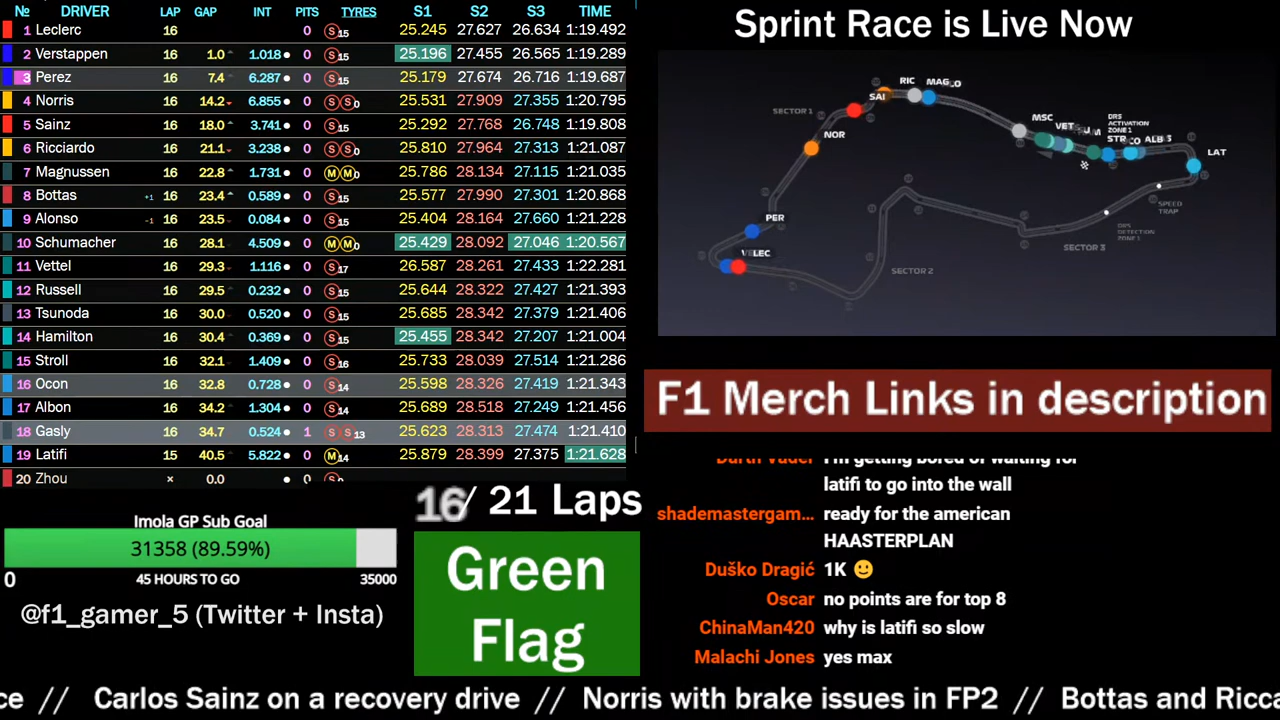 № DRIVER LAP GAP INT PITS TYRES S1 S2 S3 TIME
1 Leclerc 16 0 S 15 25.245 27.627 26.634 1:19.492
2 Verstappen 16 1.0 1.018 0 S 15 25.196 27.455 26.565 1:19.289
3 Perez 16 7.4 6.287 0 S 15 25.179 27.674 26.716 1:19.687
4 Norris 16 14.2 6.855 0 S S 0 25.531 27.909 27.355 1:20.795
5 Sainz 16 18.0 3.741 0 S 15 25.292 27.768 26.748 1:19.808
6 Ricciardo 16 21.1 3.238 0 S S 0 25.810 27.964 27.313 1:21.087
7 Magnussen 16 22.8 1.731 0 M M 0 25.786 28.134 27.115 1:21.035
8 Bottas +1 16 23.4 0.589 0 S 15 25.577 27.990 27.301 1:20.868
9 Alonso -1 16 23.5 0.084 0 S 15 25.404 28.164 27.660 1:21.228
10 Schumacher 16 28.1 4.509 0 M M 0 25.429 28.092 27.046 1:20.567
11 Vettel 16 29.3 1.116 0 S 17 26.587 28.261 27.433 1:22.281
12 Russell 16 29.5 0.232 0 S 15 25.644 28.322 27.427 1:21.393
13 Tsunoda 16 30.0 0.520 0 S 15 25.685 28.342 27.379 1:21.406
14 Hamilton 16 30.4 0.369 0 S 15 25.455 28.342 27.207 1:21.004
15 Stroll 16 32.1 1.409 0 S 16 25.733 28.039 27.514 1:21.286
16 Ocon 16 32.8 0.728 0 S 14 25.598 28.326 27.419 1:21.343
17 Albon 16 34.2 1.304 0 S 14 25.689 28.518 27.249 1:21.456
18 Gasly 16 34.7 0.524 1 S S 13 25.623 28.313 27.474 1:21.410
19 Latifi 15 40.5 5.822 0 M 14 25.879 28.399 27.375 1:21.628
20 Zhou × 0.0 0 S
Imola GP Sub Goal
31358 (89.59%)
0 45 HOURS TO GO 35000
@f1_gamer_5 (Twitter + Insta)
16/ 21 Laps
Green
Flag
Sprint Race is Live Now
RIC MAG
SAI
SECTOR 1
NOR
MSC
VET
DRS
ACTIVATION
ZONE 1
STR ALB
LAT
SPEED
TRAP
PER
DRS
DETECTION
ZONE 1
SECTOR 3
LEC
SECTOR 2
F1 Merch Links in description
Darth Vader I'm getting bored of waiting for
latifi to go into the wall
shademastergam… ready for the american
HAASTERPLAN
Duško Dragić 1K 🙂
Oscar no points are for top 8
ChinaMan420 why is latifi so slow
Malachi Jones yes max
ce // Carlos Sainz on a recovery drive // Norris with brake issues in FP2 // Bottas and Ricca